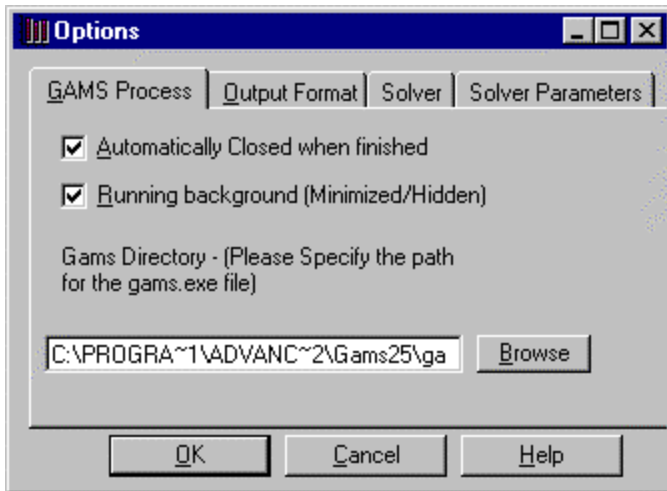 Options
GAMS Process Output Format Solver Solver Parameters
Automatically Closed when finished
Running background (Minimized/Hidden)
Gams Directory - (Please Specify the path
for the gams.exe file)
C:\PROGRA~1\ADVANC~2\Gams25\ga Browse
OK Cancel Help